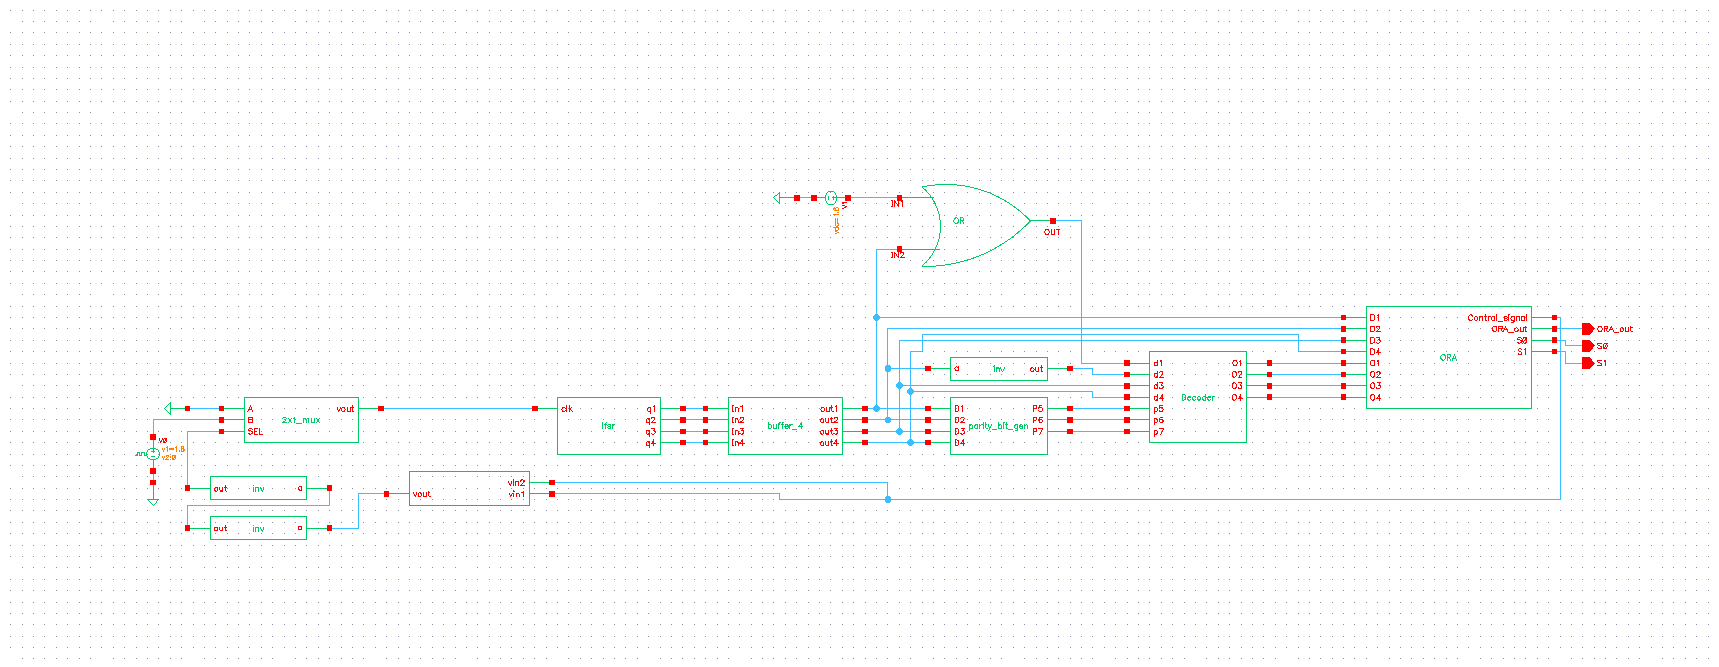 IN1
V1
vdc=1.8
OR
OUT
IN2
D1
D2
D3
D4
O1
O2
O3
O4
ORA
Control_signal
ORA_out
S0
S1
ORA_out
S0
S1
a
inv
out
d1
d2
d3
d4
p5
p6
p7
Decoder
O1
O2
O3
O4
A
B
SEL
2x1_mux
vout
clk
lfsr
q1
q2
q3
q4
In1
In2
In3
In4
buffer_4
out1
out2
out3
out4
D1
D2
D3
D4
parity_bit_gen
P5
P6
P7
V0
v1=1.8
v2=0
out
inv
a
vout
vin2
vin1
out
inv
a